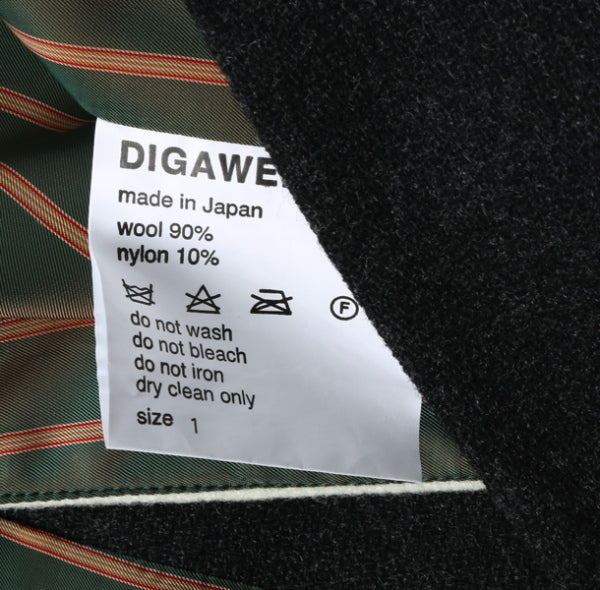 DIGAWE
made in Japan
wool 90%
nylon 10%
F
do not wash
do not bleach
do not iron
dry clean only
size 1